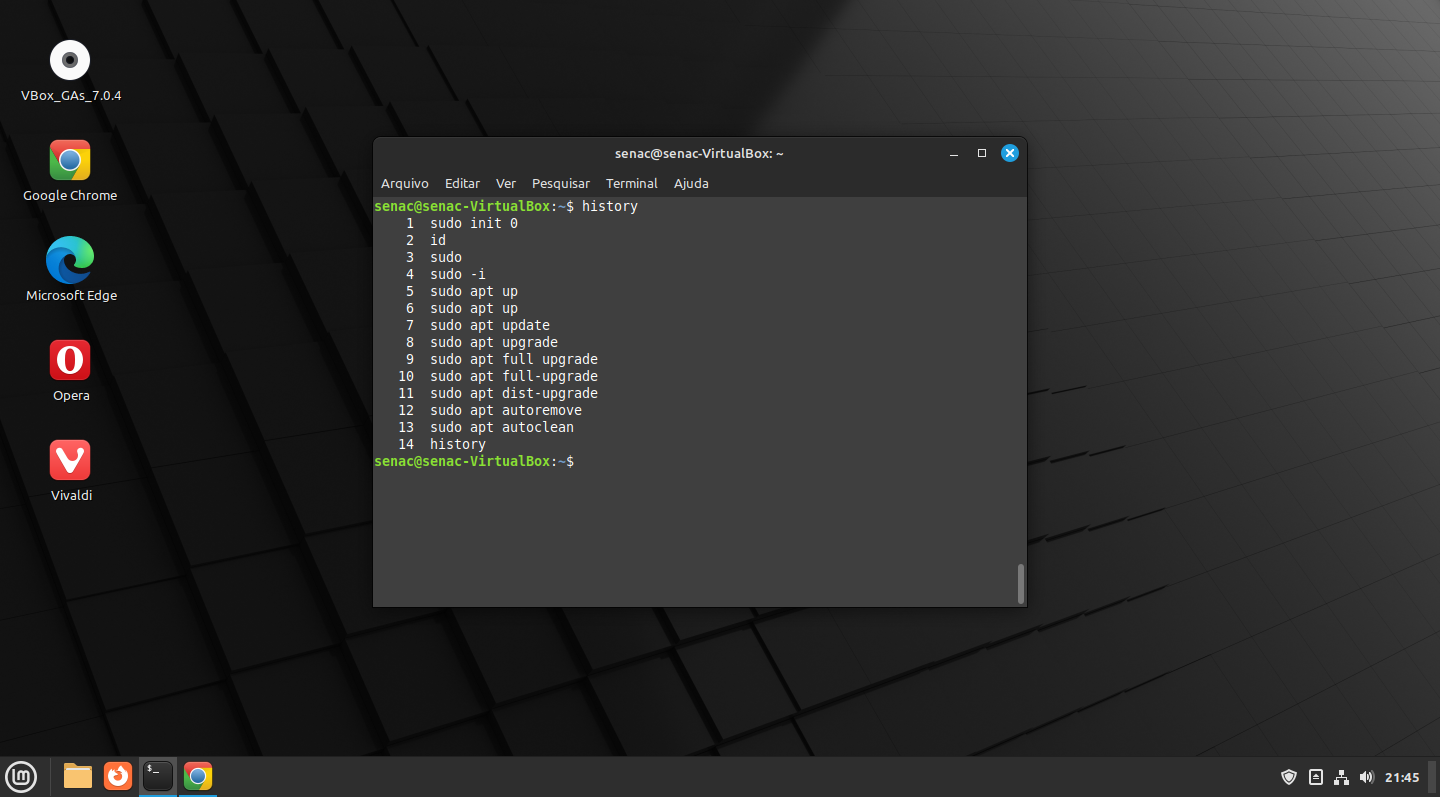 VBox_GAs_7.0.4
Google Chrome
Microsoft Edge
Opera
Vivaldi
senac@senac-VirtualBox: ~
Arquivo Editar Ver Pesquisar Terminal Ajuda
senac@senac-VirtualBox:~$ history
1 sudo init 0
2 id
3 sudo
4 sudo -i
5 sudo apt up
6 sudo apt up
7 sudo apt update
8 sudo apt upgrade
9 sudo apt full upgrade
10 sudo apt full-upgrade
11 sudo apt dist-upgrade
12 sudo apt autoremove
13 sudo apt autoclean
14 history
senac@senac-VirtualBox:~$
$_
21:45